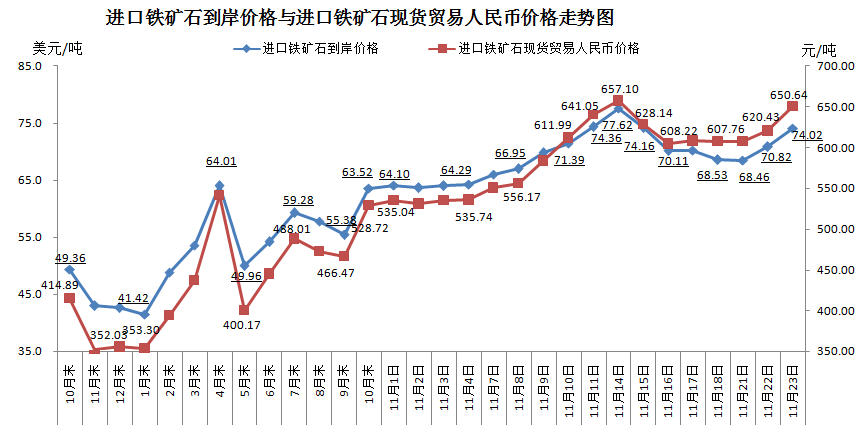 进口铁矿石到岸价格与进口铁矿石现货贸易人民币价格走势图
美元/吨
进口铁矿石到岸价格
进口铁矿石现货贸易人民币价格
元/吨
85.0
75.0
65.0
55.0
45.0
35.0
700.00
650.00
600.00
550.00
500.00
450.00
400.00
350.00
49.36
41.42
64.01
49.96
59.28
55.38
63.52
64.10
64.29
66.95
71.39
74.36
77.62
74.16
70.11
68.53
68.46
70.82
74.02
414.89
352.03
353.30
400.17
488.01
466.47
528.72
535.04
535.74
556.17
611.99
641.05
657.10
628.14
608.22
607.76
620.43
650.64
10月末
11月末
12月末
1月末
2月末
3月末
4月末
5月末
6月末
7月末
8月末
9月末
10月末
11月1日
11月2日
11月3日
11月4日
11月7日
11月8日
11月9日
11月10日
11月11日
11月14日
11月15日
11月16日
11月17日
11月18日
11月21日
11月22日
11月23日